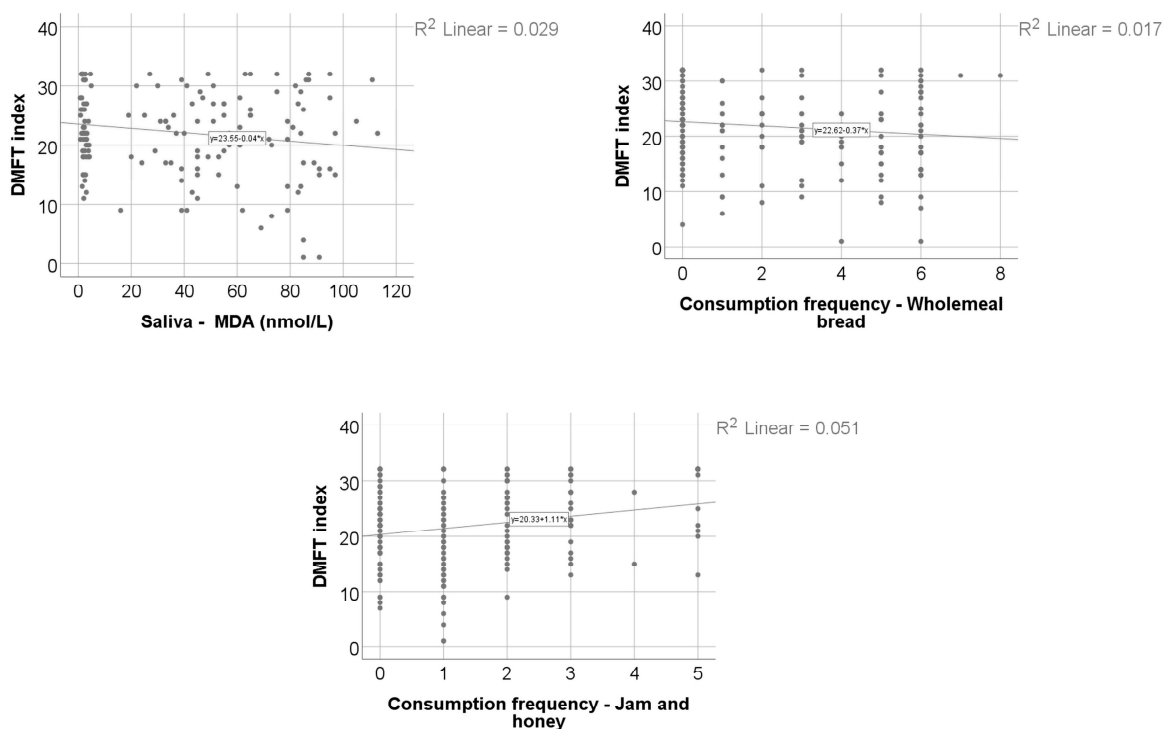 R² Linear = 0.029
40
30
20
10
0
DMFT index
y=23.55-0.04*x
0 20 40 60 80 100 120
Saliva - MDA (nmol/L)
R² Linear = 0.017
40
30
20
10
0
DMFT index
y=22.62-0.37*x
0 2 4 6 8
Consumption frequency - Wholemeal
bread
R² Linear = 0.051
40
30
20
10
0
DMFT index
y=20.33+1.11*x
0 1 2 3 4 5
Consumption frequency - Jam and
honey